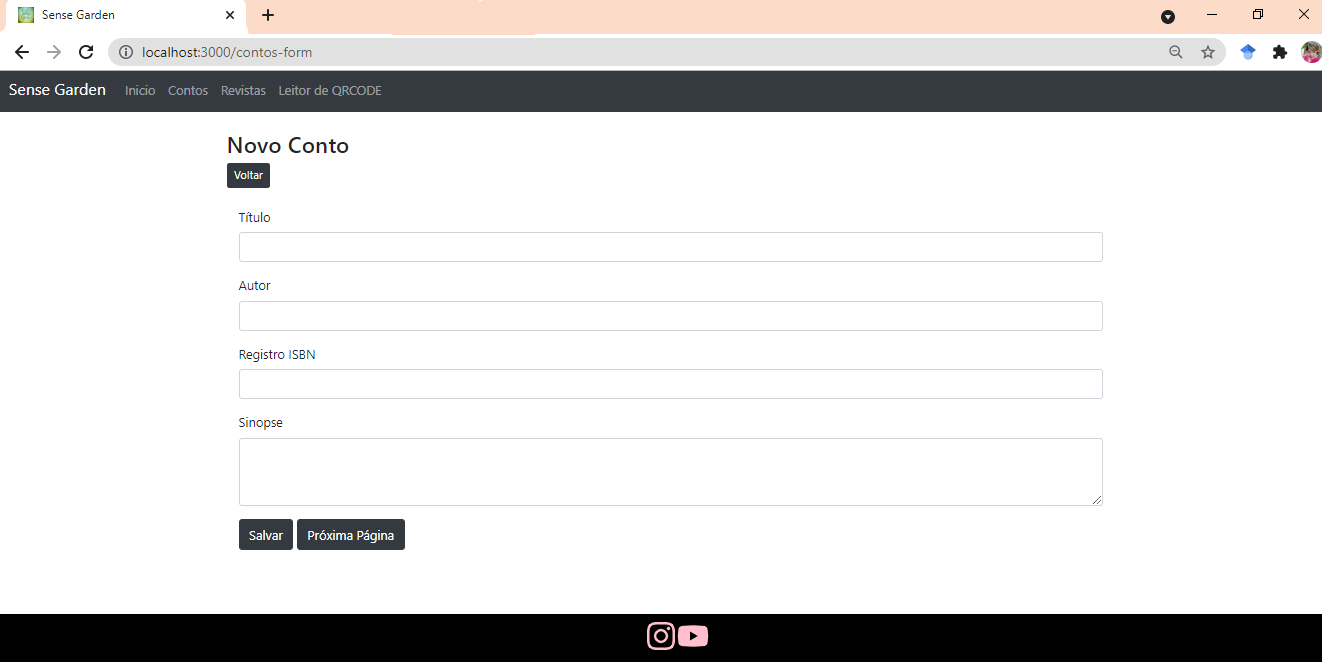 Sense Garden
localhost:3000/contos-form
Sense Garden Inicio Contos Revistas Leitor de QRCODE
Novo Conto
Voltar
Título
Autor
Registro ISBN
Sinopse
Salvar Próxima Página